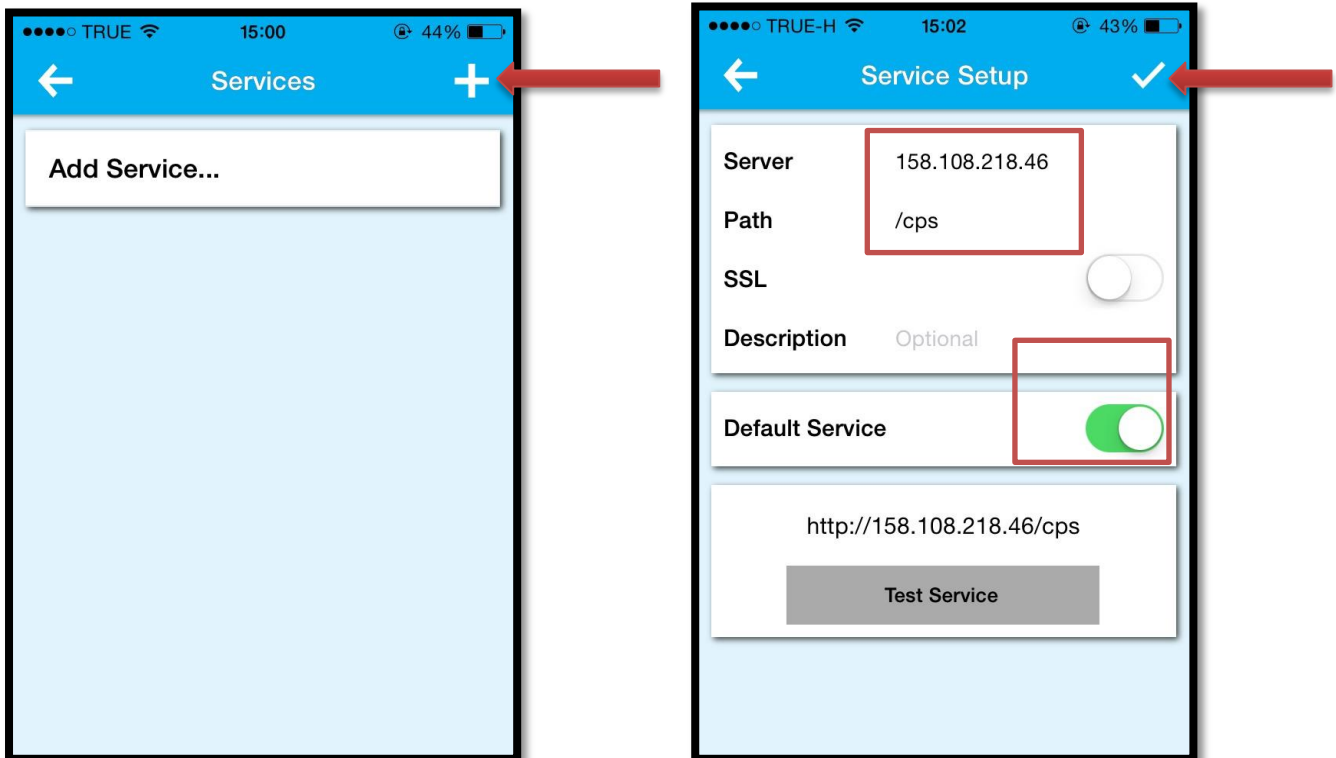 TRUE 15:00 44%
Services
Add Service...
TRUE-H 15:02 43%
Service Setup
Server 158.108.218.46
Path /cps
SSL
Description Optional
Default Service
http://158.108.218.46/cps
Test Service